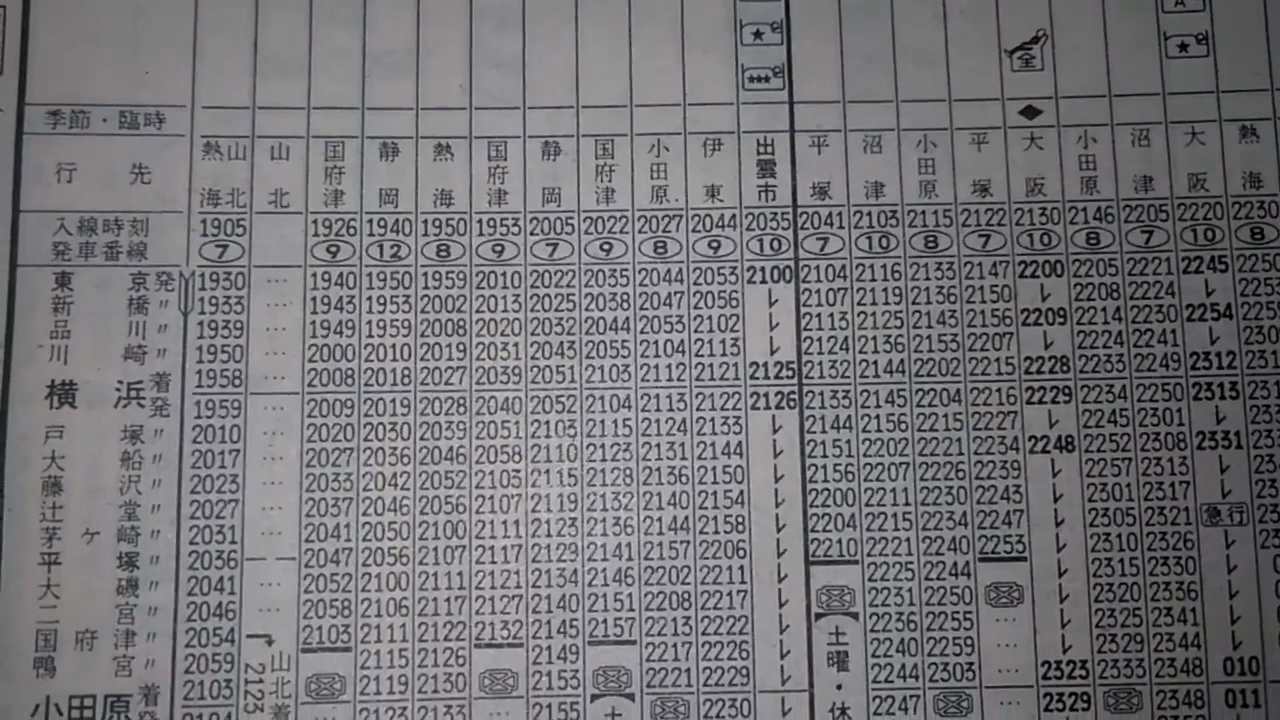 A
★
★ 全
★★★
季節・臨時 ◆
行先 熱海 山北 山北 国府津 静岡 熱海 国府津 静岡 国府津 小田原 伊東 出雲市 平塚 沼津 小田原 平塚 大阪 小田原 沼津 大阪 熱海
入線時刻 1905 1926 1940 1950 1953 2005 2022 2027 2044 2035 2041 2103 2115 2122 2130 2146 2205 2220 2230
発車番線 ⑦ ⑨ ⑫ ⑧ ⑨ ⑦ ⑨ ⑧ ⑨ ⑩ ⑦ ⑩ ⑧ ⑦ ⑩ ⑧ ⑦ ⑩ ⑧
東京発 1930 … 1940 1950 1959 2010 2022 2035 2044 2053 2100 2104 2116 2133 2147 2200 2205 2221 2245 2250
新橋〃 1933 … 1943 1953 2002 2013 2025 2038 2047 2056 レ 2107 2119 2136 2150 レ 2208 2224 レ
品川〃 1939 … 1949 1959 2008 2020 2032 2044 2053 2102 レ 2113 2125 2143 2156 2209 2214 2230 2254
川崎〃 1950 … 2000 2010 2019 2031 2043 2055 2104 2113 レ 2124 2136 2153 2207 レ 2224 2241 レ
横浜着 1958 … 2008 2018 2027 2039 2051 2103 2112 2121 2125 2132 2144 2202 2215 2228 2233 2249 2312
発 1959 … 2009 2019 2028 2040 2052 2104 2113 2122 2126 2133 2145 2204 2216 2229 2234 2250 2313
戸塚〃 2010 … 2020 2030 2039 2051 2103 2115 2124 2133 レ 2144 2156 2215 2227 レ 2245 2301 レ
大船〃 2017 … 2027 2036 2046 2058 2110 2123 2131 2144 レ 2151 2202 2221 2234 2248 2252 2308 2331
藤沢〃 2023 … 2033 2042 2052 2103 2115 2128 2136 2150 レ 2156 2207 2226 2239 レ 2257 2313 レ
辻堂〃 2027 … 2037 2046 2056 2107 2119 2132 2140 2154 レ 2200 2211 2230 2243 レ 2301 2317 レ
茅ケ崎〃 2031 … 2041 2050 2100 2111 2123 2136 2144 2158 レ 2204 2215 2234 2247 レ 2305 2321 急行
平塚〃 2036 — 2047 2056 2107 2117 2129 2141 2157 2206 レ 2210 2221 2240 2253 レ 2310 2326 レ
大磯〃 2041 … 2052 2100 2111 2121 2134 2146 2202 2211 レ 2225 2244 レ 2315 2330 レ
二宮〃 2046 … 2058 2106 2117 2127 2140 2151 2208 2217 レ 2231 2250 レ 2320 2336 レ
国府津〃 2054 2103 2111 2122 2132 2145 2157 2213 2222 レ 土曜・休 2236 2255 … レ 2325 2341 レ
鴨宮〃 2059 山北着 2123 2115 2126 2149 2217 2226 レ 2240 2259 … レ 2329 2344 レ
小田原着 2103 2119 2130 2153 2221 2229 レ 2244 2303 … 2323 2333 2348 010
発 … 2123 2133 … 2155 土 2230 2247 … 2329 2348 011